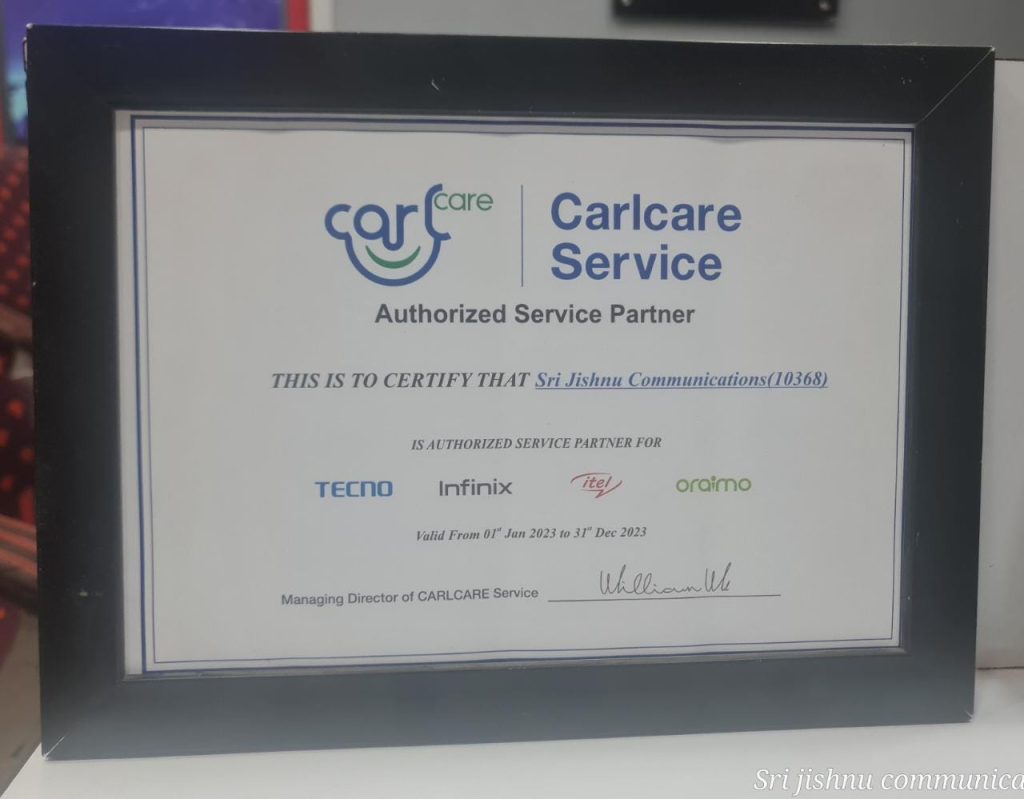 carlcare
Carlcare
Service
Authorized Service Partner
THIS IS TO CERTIFY THAT Sri Jishnu Communications(10368)
IS AUTHORIZED SERVICE PARTNER FOR
TECNO Infinix itel oraimo
Valid From 01st Jan 2023 to 31st Dec 2023
Managing Director of CARLCARE Service
Sri jishnu communica